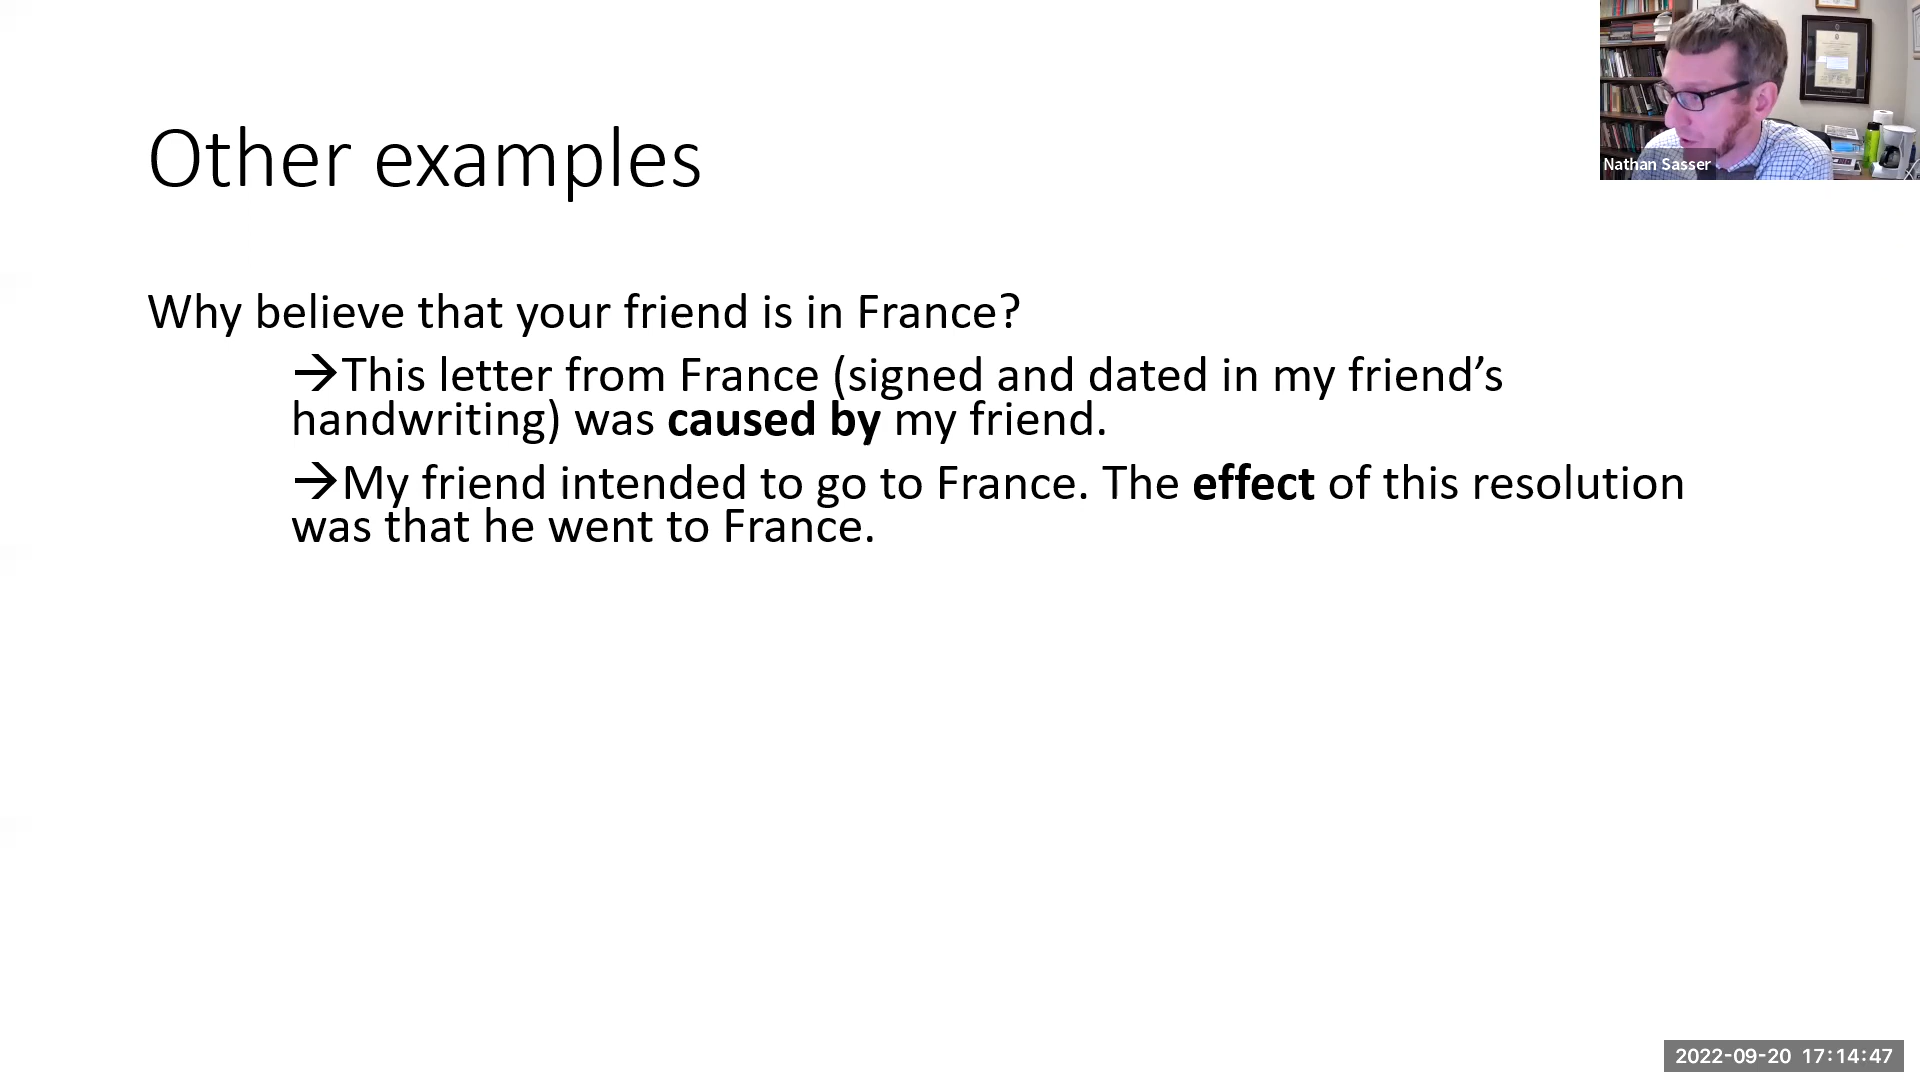 Other examples
Nathan Sasser
Why believe that your friend is in France?
→This letter from France (signed and dated in my friend’s
handwriting) was caused by my friend.
→My friend intended to go to France. The effect of this resolution
was that he went to France.
2022-09-20 17:14:47